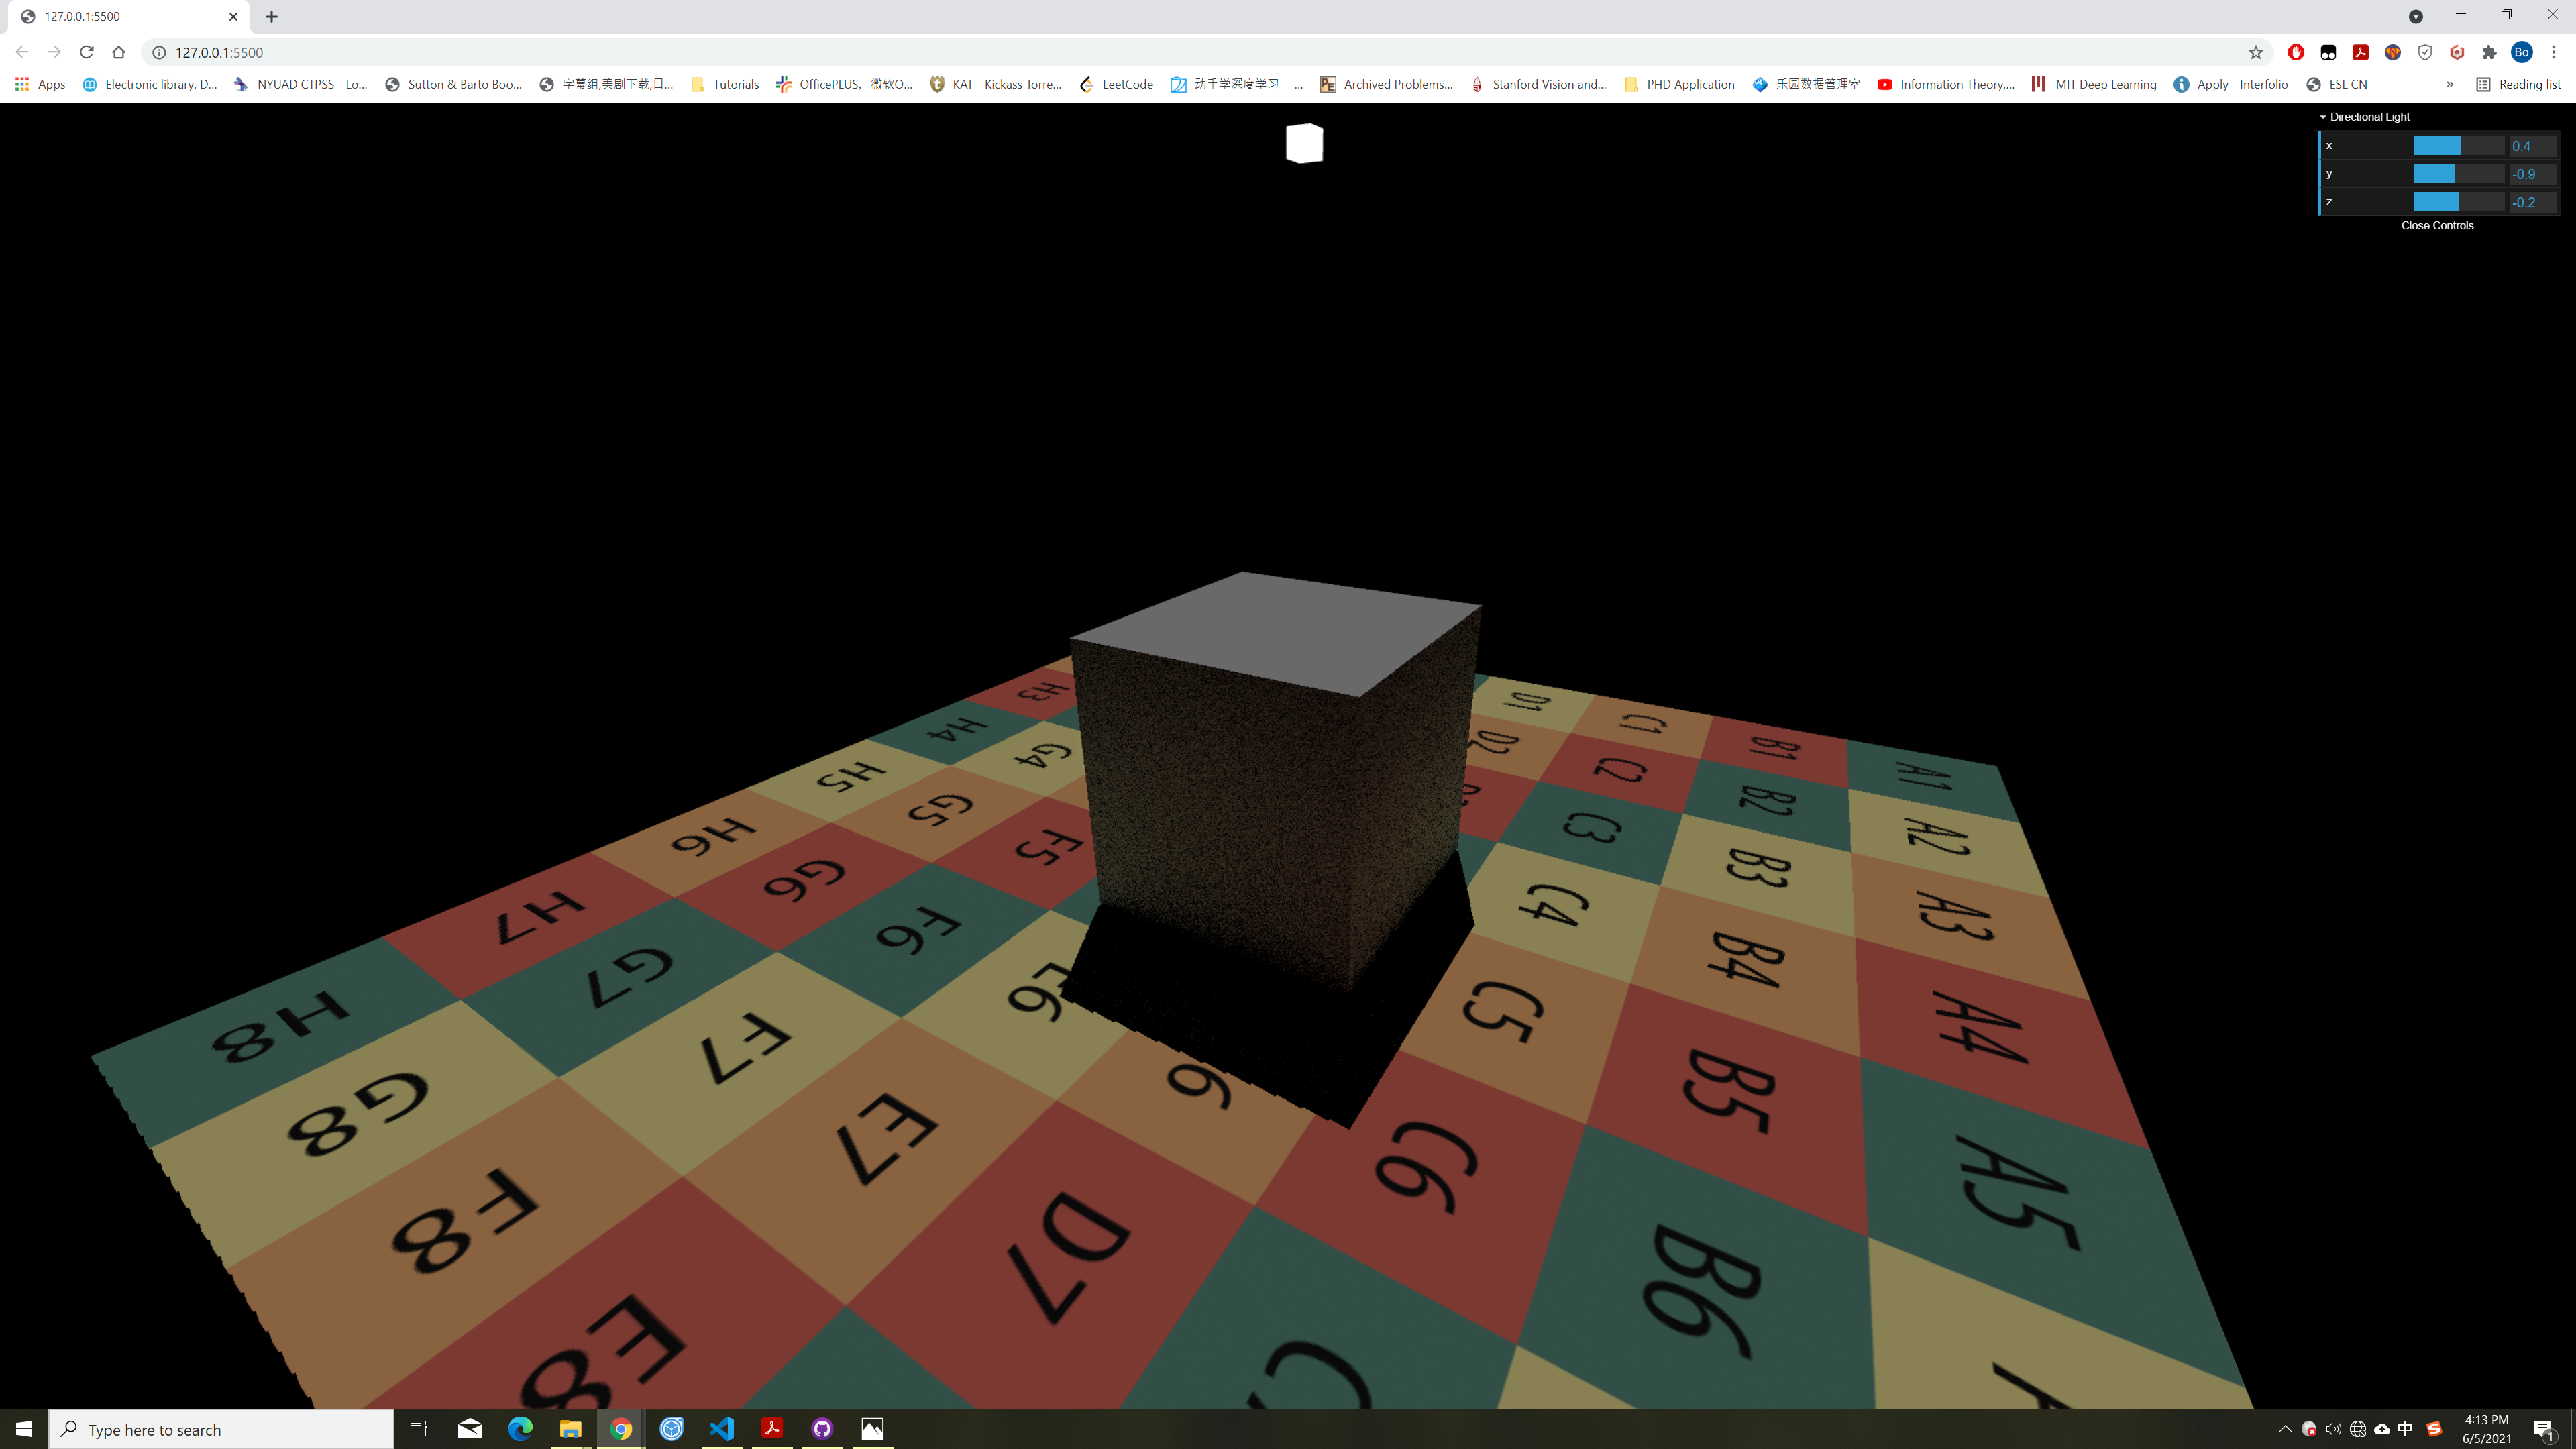 127.0.0.1:5500
127.0.0.1:5500
Bo
Apps
Electronic library. D...
NYUAD CTPSS - Lo...
Sutton & Barto Boo...
字幕组,美剧下载,日...
Tutorials
OfficePLUS, 微软O...
KAT - Kickass Torre...
LeetCode
动手学深度学习 —...
Archived Problems...
Stanford Vision and...
PHD Application
乐园数据管理室
Information Theory,...
MIT Deep Learning
Apply - Interfolio
ESL CN
»
Reading list
Directional Light
x 0.4
y -0.9
z -0.2
Close Controls
H3
D1
C1
B1
A1
H4
G4
D2
C2
B2
A2
H5
G5
F5
C3
B3
A3
H6
G6
F6
C4
B4
A4
H7
G7
F7
E6
C5
B5
A5
H8
G8
F8
E7
6
C6
B6
E8
D7
Type here to search
中
4:13 PM
6/5/2021
1